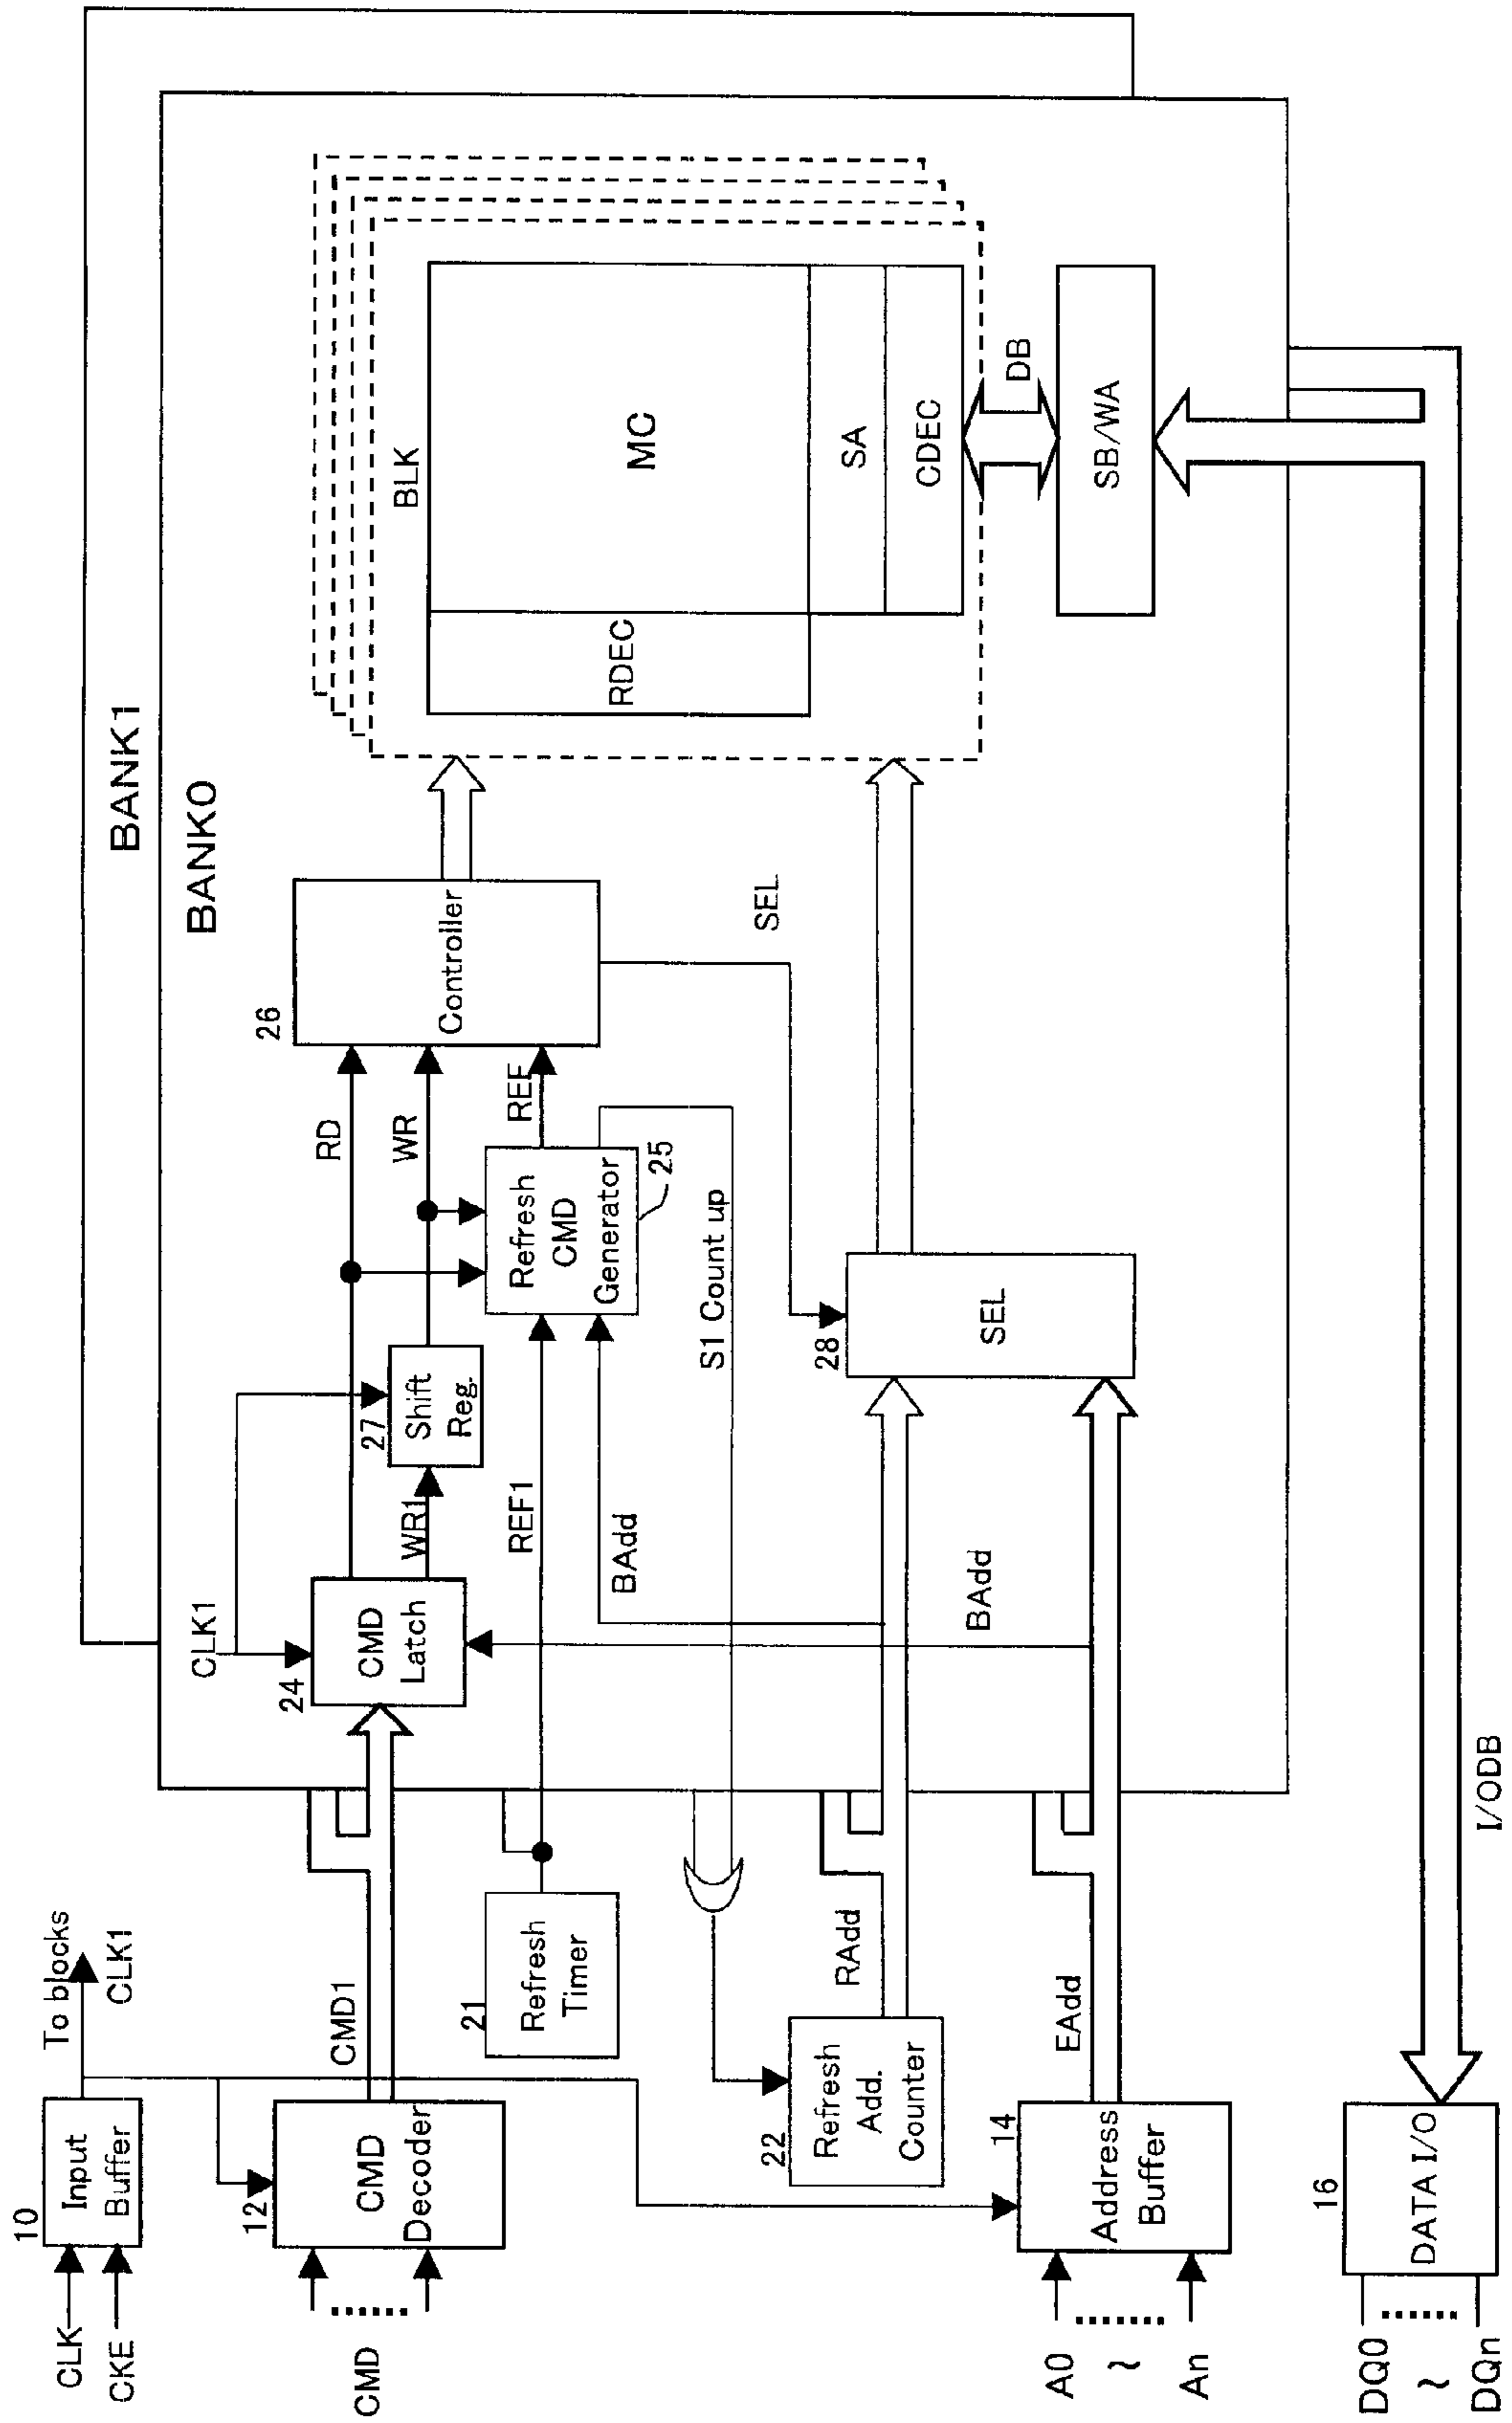 BANK1
BANK0
CLK
CKE
10
Input
Buffer
To blocks
CLK1
CMD
12
CMD
Decoder
CMD1
CLK1
24
CMD
Latch
WR1
27
Shift
Reg.
RD
WR
26
Controller
21
Refresh
Timer
REF1
BAdd
Refresh
CMD
Generator
25
REF
S1 Count up
22
Refresh
Add.
Counter
RAdd
BAdd
28
SEL
SEL
A0
~
An
14
Address
Buffer
EAdd
BLK
MC
RDEC
SA
CDEC
DB
SB/WA
DQ0
~
DQn
16
DATA I/O
I/ODB